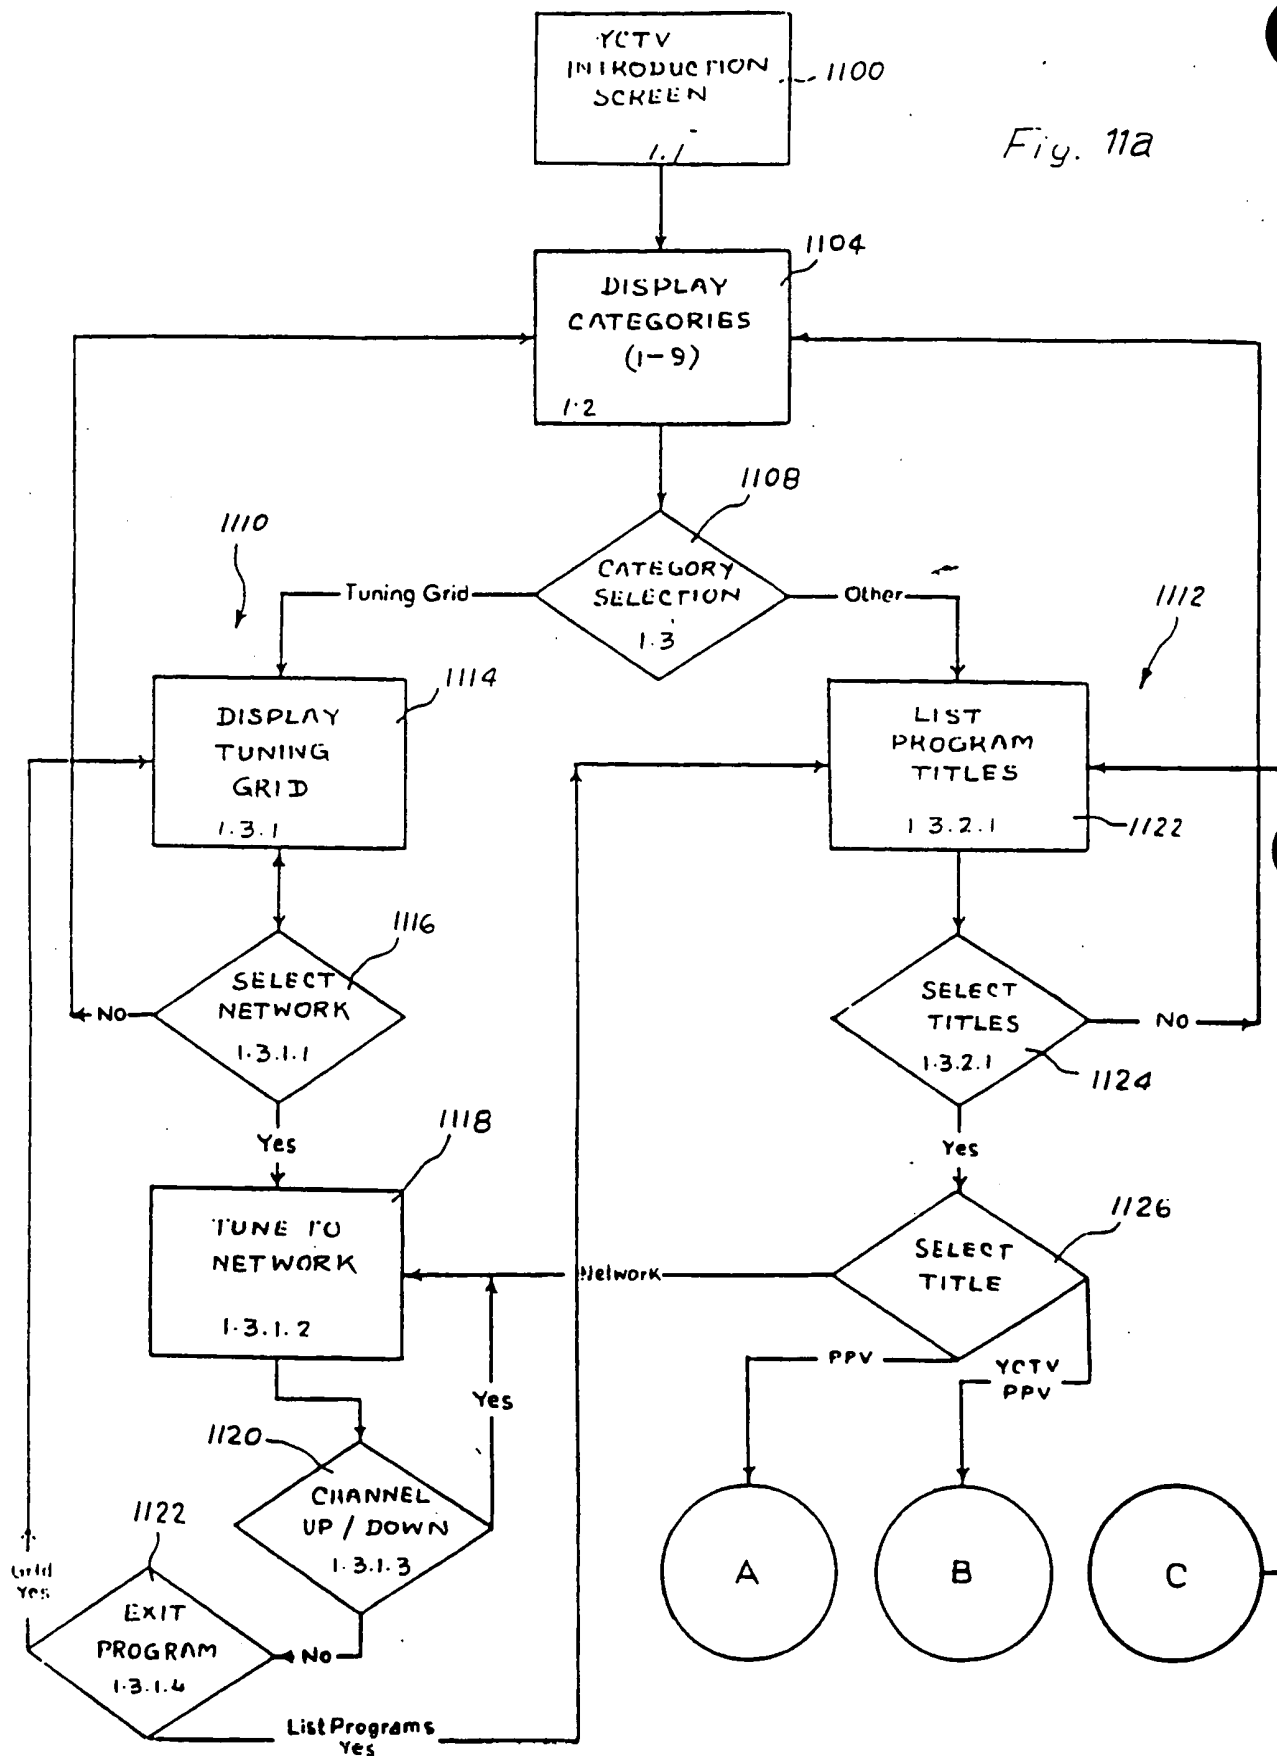 YCTV
INTRODUCTION
SCREEN
1.1
1100
Fig. 11a
1104
DISPLAY
CATEGORIES
(1-9)
1.2
1108
1110
CATEGORY
SELECTION
1.3
Tuning Grid
Other
1112
1114
DISPLAY
TUNING
GRID
1.3.1
LIST
PROGRAM
TITLES
1 3.2.1
1122
1116
SELECT
NETWORK
1.3.1.1
No
SELECT
TITLES
1.3.2.1
NO
1124
Yes
Yes
1118
1126
TUNE TO
NETWORK
1.3.1.2
Network
SELECT
TITLE
PPV
YCTV
PPV
Yes
1120
CHANNEL
UP / DOWN
1.3.1.3
1122
Grid
Yes
EXIT
PROGRAM
1.3.1.4
No
A
B
C
List Programs
Yes